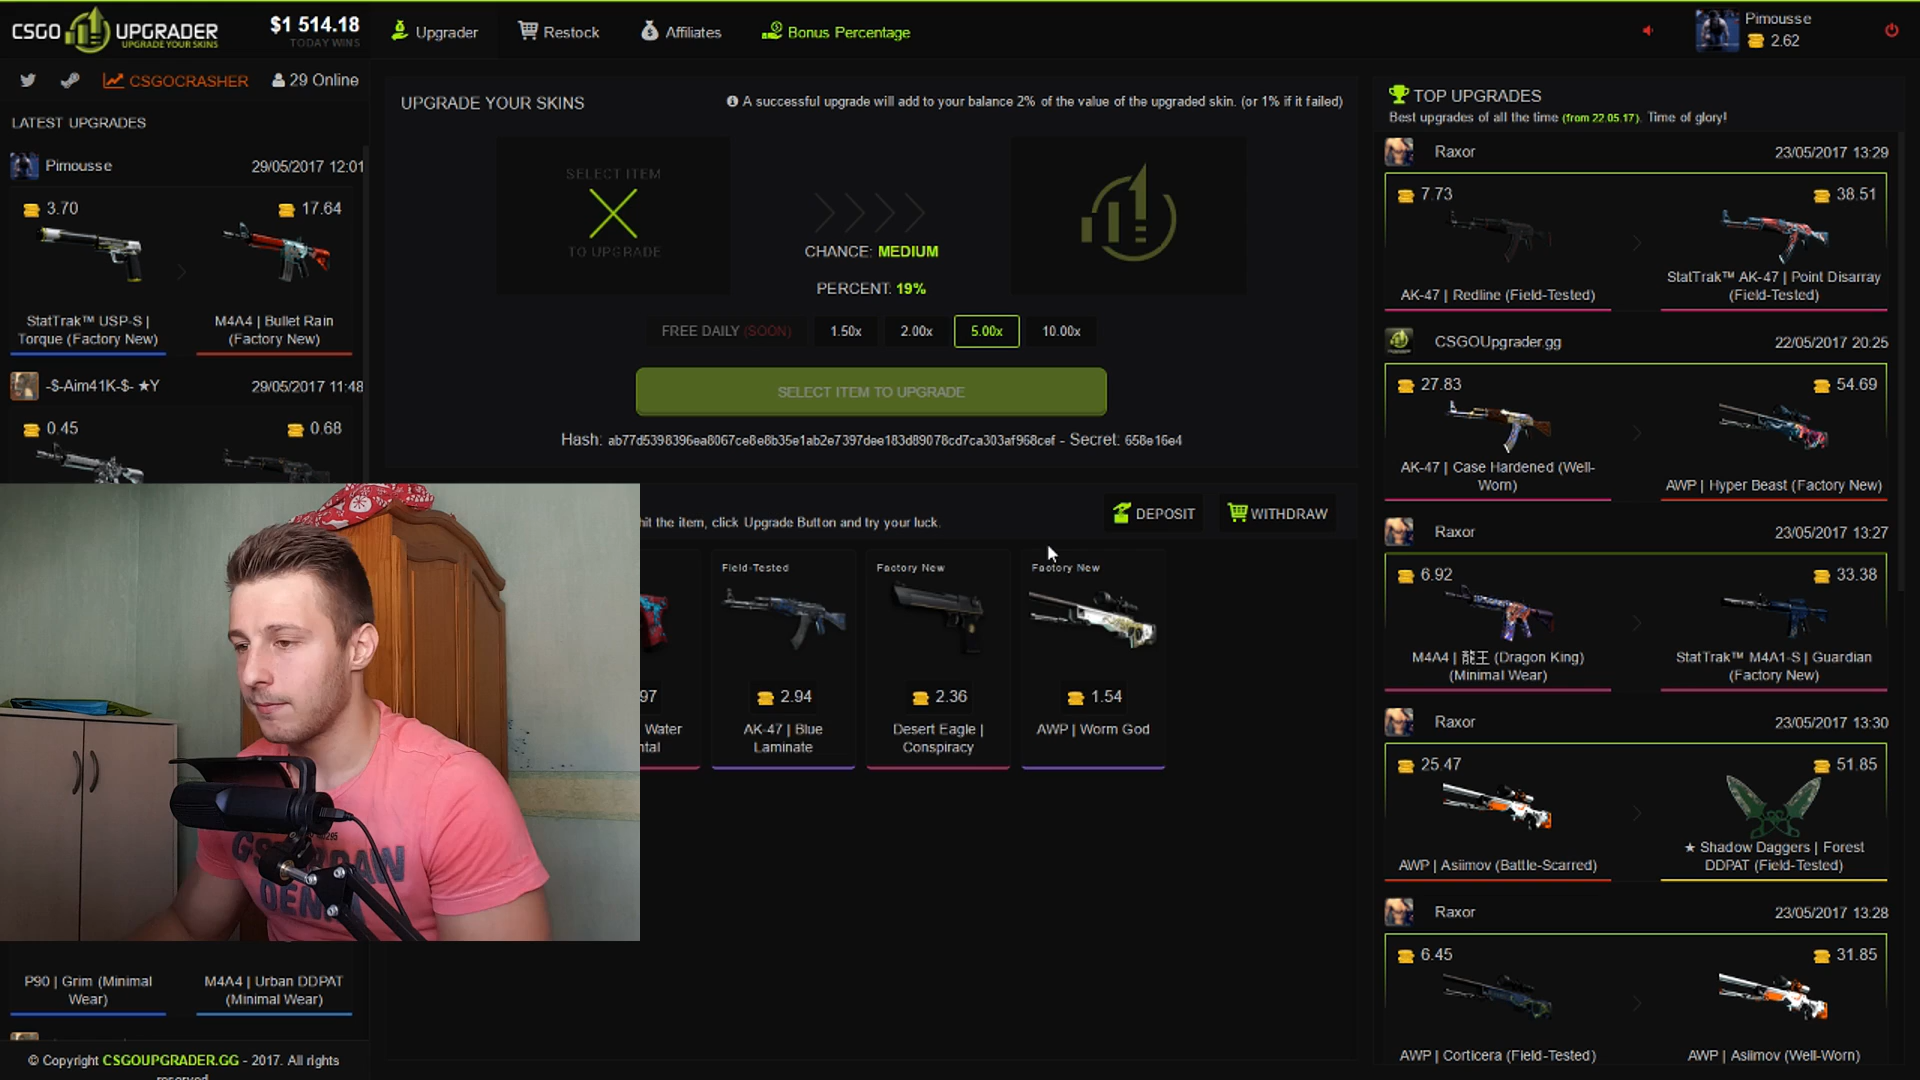 CSGO UPGRADER
UPGRADE YOUR SKINS
$1 514.18
TODAY WINS
Upgrader
Restock
Affiliates
Bonus Percentage
Pimousse
2.62
CSGOCRASHER
29 Online
LATEST UPGRADES
Pimousse
29/05/2017 12:01
3.70
17.64
StatTrak™ USP-S |
Torque (Factory New)
M4A4 | Bullet Rain
(Factory New)
-$-Aim41K-$- ★Y
29/05/2017 11:48
0.45
0.68
P90 | Grim (Minimal
Wear)
M4A4 | Urban DDPAT
(Minimal Wear)
© Copyright CSGOUPGRADER.GG - 2017. All rights
reserved
UPGRADE YOUR SKINS
A successful upgrade will add to your balance 2% of the value of the upgraded skin. (or 1% if it failed)
SELECT ITEM
TO UPGRADE
CHANCE: MEDIUM
PERCENT: 19%
FREE DAILY (SOON)
1.50x
2.00x
5.00x
10.00x
SELECT ITEM TO UPGRADE
Hash: ab77d5398396ea8067ce8e8b35e1ab2e7397dee183d89078cd7ca303af968cef - Secret: 658e16e4
hit the item, click Upgrade Button and try your luck.
DEPOSIT
WITHDRAW
97
Water
ntal
Field-Tested
2.94
AK-47 | Blue
Laminate
Factory New
2.36
Desert Eagle |
Conspiracy
Factory New
1.54
AWP | Worm God
TOP UPGRADES
Best upgrades of all the time (from 22.05.17). Time of glory!
Raxor
23/05/2017 13:29
7.73
38.51
AK-47 | Redline (Field-Tested)
StatTrak™ AK-47 | Point Disarray
(Field-Tested)
CSGOUpgrader.gg
22/05/2017 20:25
27.83
54.69
AK-47 | Case Hardened (Well-
Worn)
AWP | Hyper Beast (Factory New)
Raxor
23/05/2017 13:27
6.92
33.38
M4A4 | 龍王 (Dragon King)
(Minimal Wear)
StatTrak™ M4A1-S | Guardian
(Factory New)
Raxor
23/05/2017 13:30
25.47
51.85
AWP | Asiimov (Battle-Scarred)
★ Shadow Daggers | Forest
DDPAT (Field-Tested)
Raxor
23/05/2017 13:28
6.45
31.85
AWP | Corticera (Field-Tested)
AWP | Asiimov (Well-Worn)